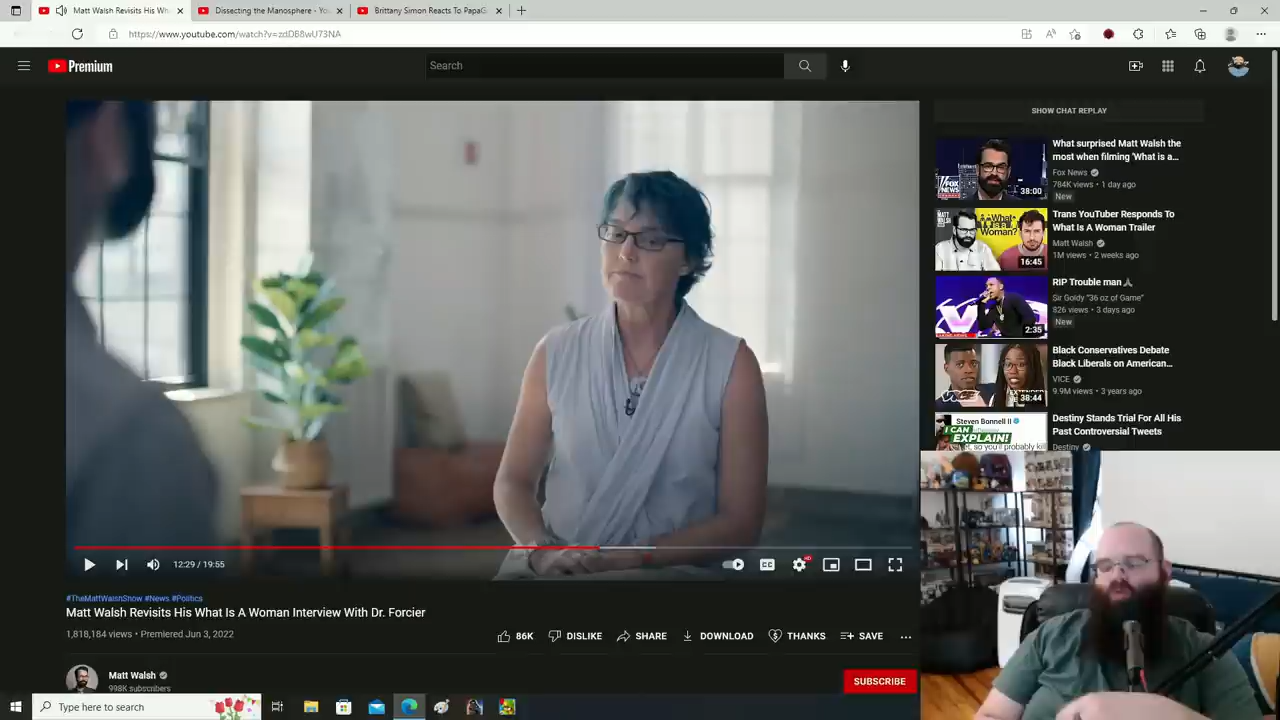 Matt Walsh Revisits His Wh
Dissecting the Manosphere - You
Brittany Simon Reacts To PapaG
https://www.youtube.com/watch?v=zdDB8wU73NA
Premium
Search
SHOW CHAT REPLAY
What surprised Matt Walsh the
most when filming 'What is a...
Fox News
784K views • 1 day ago
New
38:00
Trans YouTuber Responds To
What Is A Woman Trailer
Matt Walsh
1M views • 2 weeks ago
16:45
RIP Trouble man
Sir Goldy "36 oz of Game"
826 views • 3 days ago
New
2:35
Black Conservatives Debate
Black Liberals on American...
VICE
9.9M views • 3 years ago
38:44
Destiny Stands Trial For All His
Past Controversial Tweets
Destiny
Steven Bonnell II
I CAN
EXPLAIN!
12:29 / 19:55
#TheMattWalshShow #News #Politics
Matt Walsh Revisits His What Is A Woman Interview With Dr. Forcier
1,818,184 views • Premiered Jun 3, 2022
86K
DISLIKE
SHARE
DOWNLOAD
THANKS
SAVE
Matt Walsh
998K subscribers
SUBSCRIBE
Type here to search